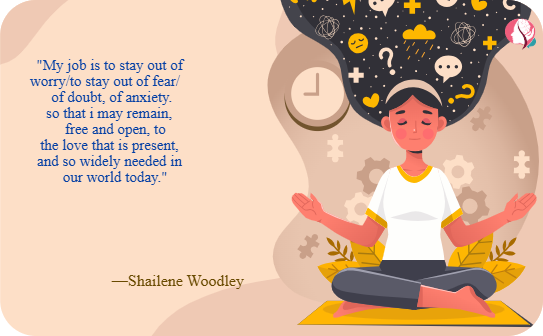 "My job is to stay out of
worry/to stay out of fear/
of doubt, of anxiety.
so that i may remain,
free and open, to
the love that is present,
and so widely needed in
our world today."
—Shailene Woodley